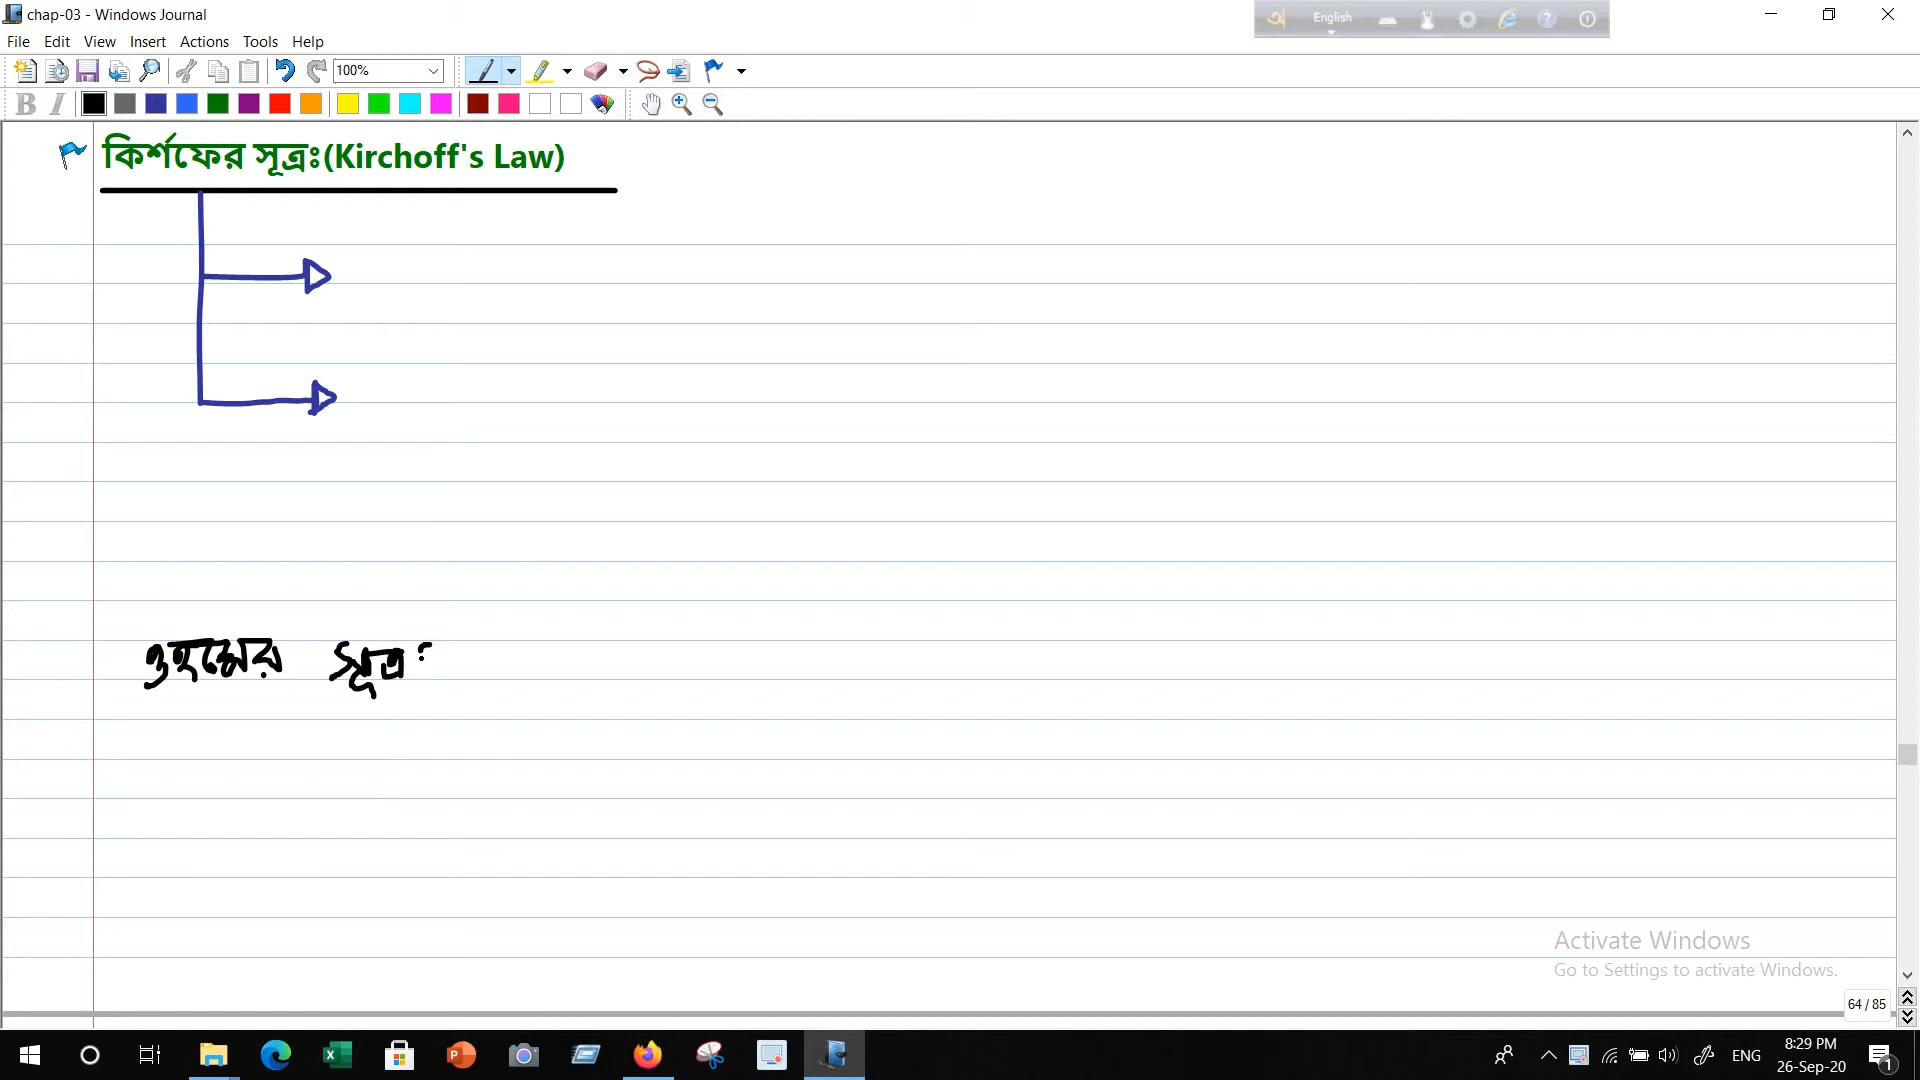 chap-03 - Windows Journal
English
File Edit View Insert Actions Tools Help
100%
B I
কির্শফের সূত্রঃ(Kirchoff's Law)
ওহমের সূত্র:
Activate Windows
Go to Settings to activate Windows.
64 / 85
ENG
8:29 PM
26-Sep-20
1